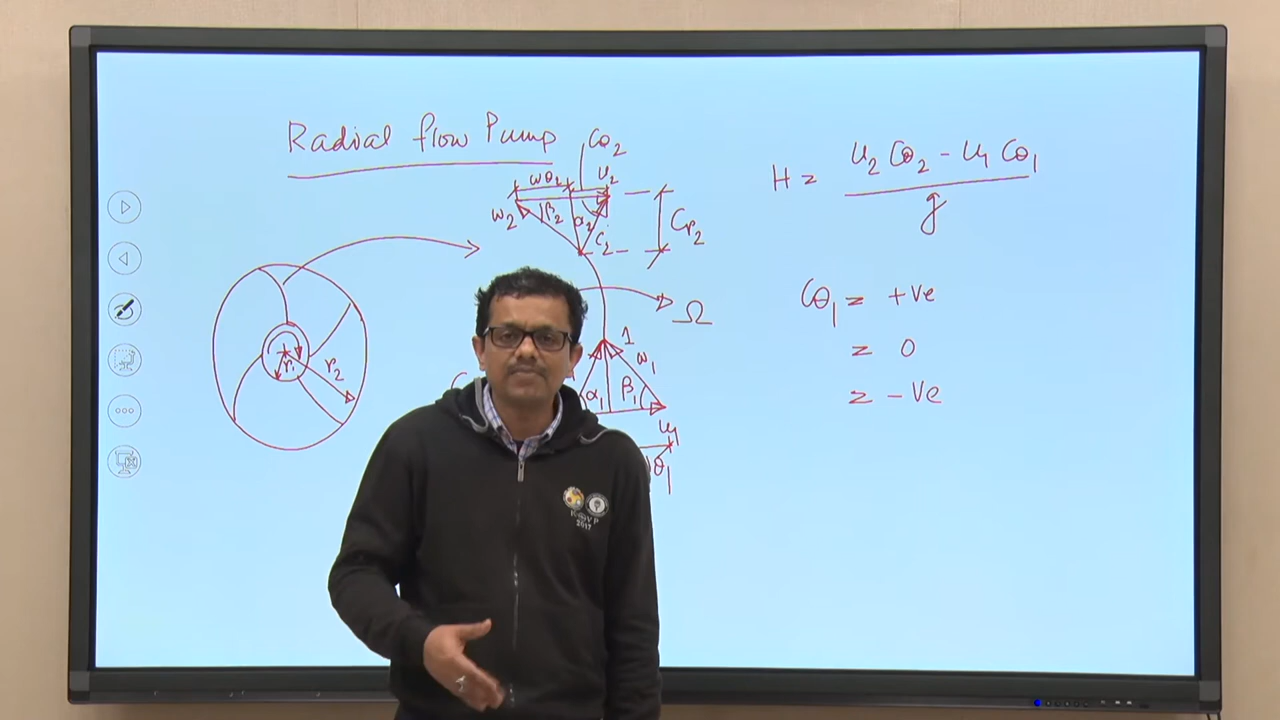 Radial flow Pump
Cθ2
wθ2
U2
w2
β2
α2
C2
Cr2
H = U2 Cθ2 - U1 Cθ1
g
Ω
r1
r2
1
w1
α1
β1
U1
θ1
Cθ1 = +ve
= 0
= -ve
2017